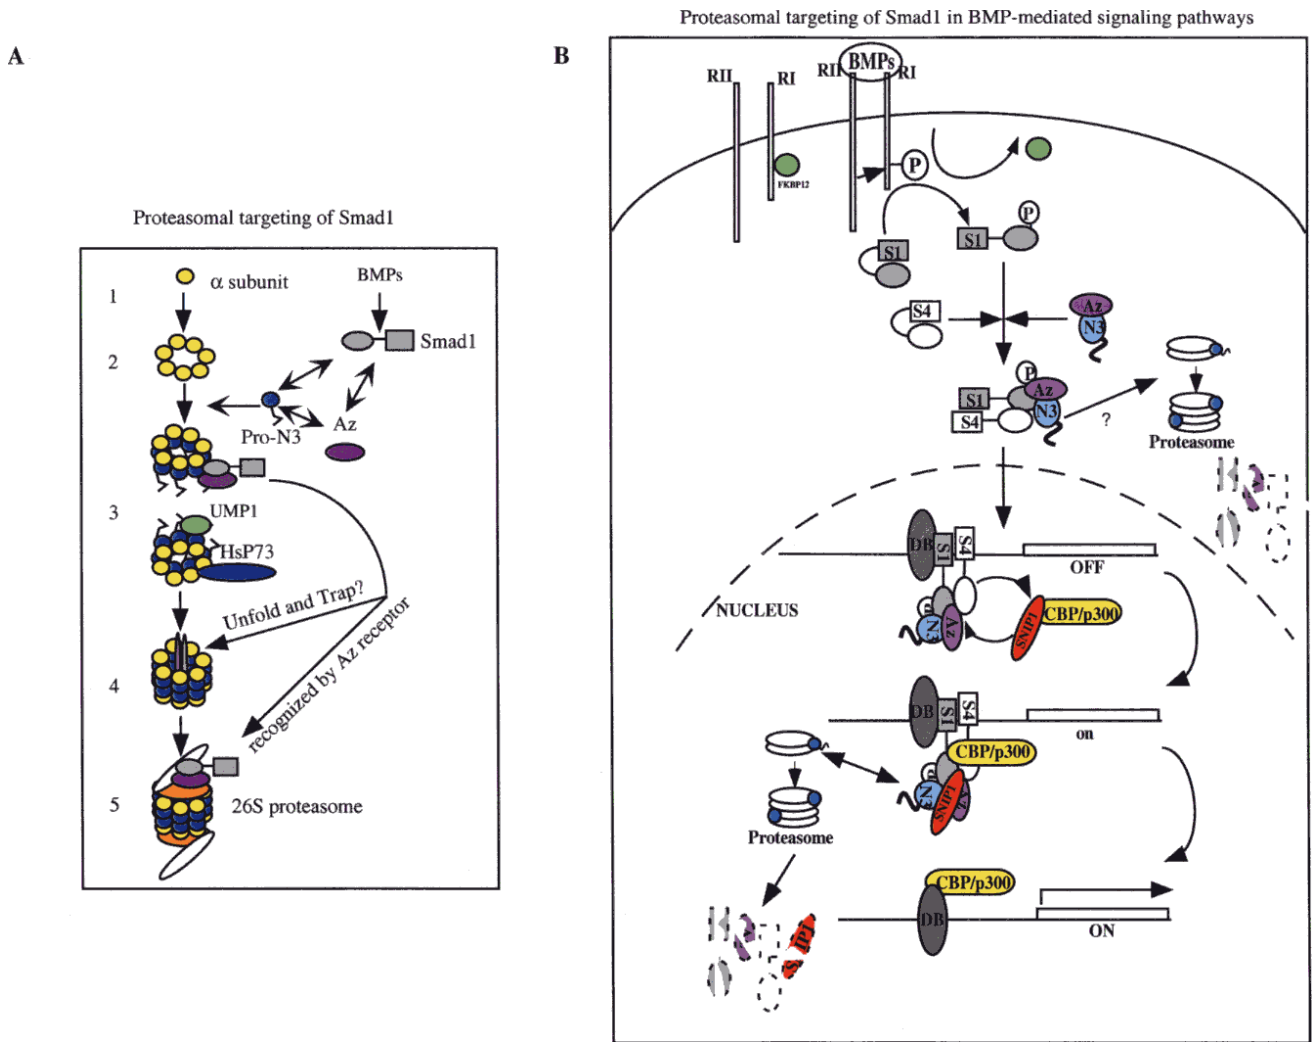 A
Proteasomal targeting of Smad1
1
α subunit
BMPs
Smad1
2
Pro-N3
Az
3
UMP1
HsP73
Unfold and Trap?
4
recognized by Az receptor
5
26S proteasome
B
Proteasomal targeting of Smad1 in BMP-mediated signaling pathways
RII
RI
RII
BMPs
RI
FKBP12
P
S1
S1
P
S4
Az
N3
P
S1
Az
S4
N3
?
Proteasome
DB
S1
S4
OFF
NUCLEUS
P
N3
Az
SNIP1
CBP/p300
DB
S1
S4
on
CBP/p300
P
N3
SNIP1
Az
Proteasome
CBP/p300
DB
ON
S
IP1